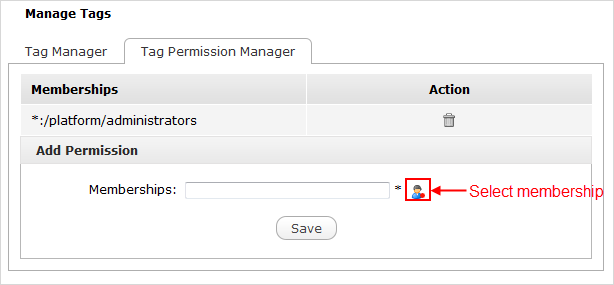 Manage Tags
Tag Manager Tag Permission Manager
Memberships Action
*:/platform/administrators
Add Permission
Memberships: * Select membership
Save